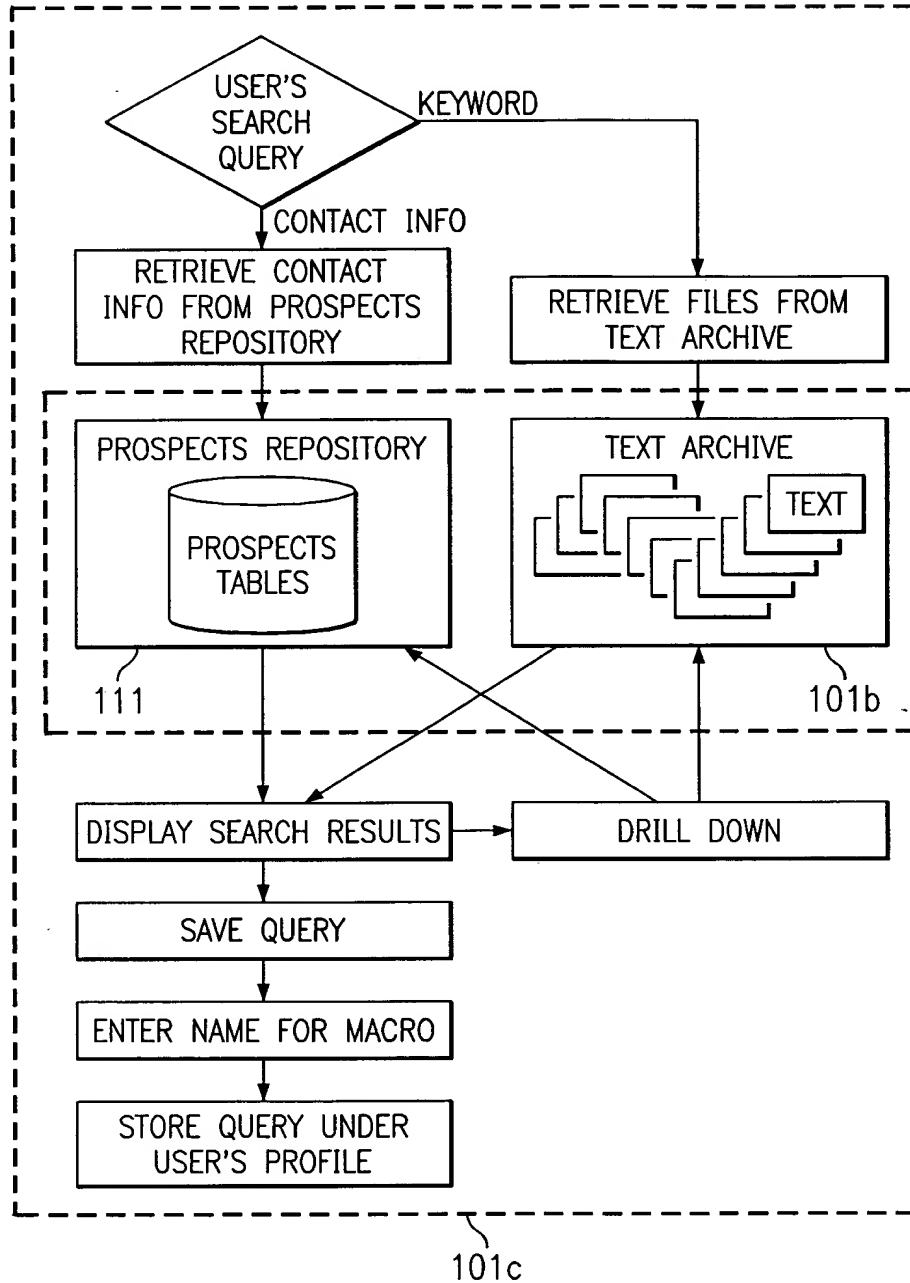 USER'S
SEARCH
QUERY
KEYWORD
CONTACT INFO
RETRIEVE CONTACT
INFO FROM PROSPECTS
REPOSITORY
RETRIEVE FILES FROM
TEXT ARCHIVE
PROSPECTS REPOSITORY
PROSPECTS
TABLES
TEXT ARCHIVE
TEXT
111
101b
DISPLAY SEARCH RESULTS
DRILL DOWN
SAVE QUERY
ENTER NAME FOR MACRO
STORE QUERY UNDER
USER'S PROFILE
101c